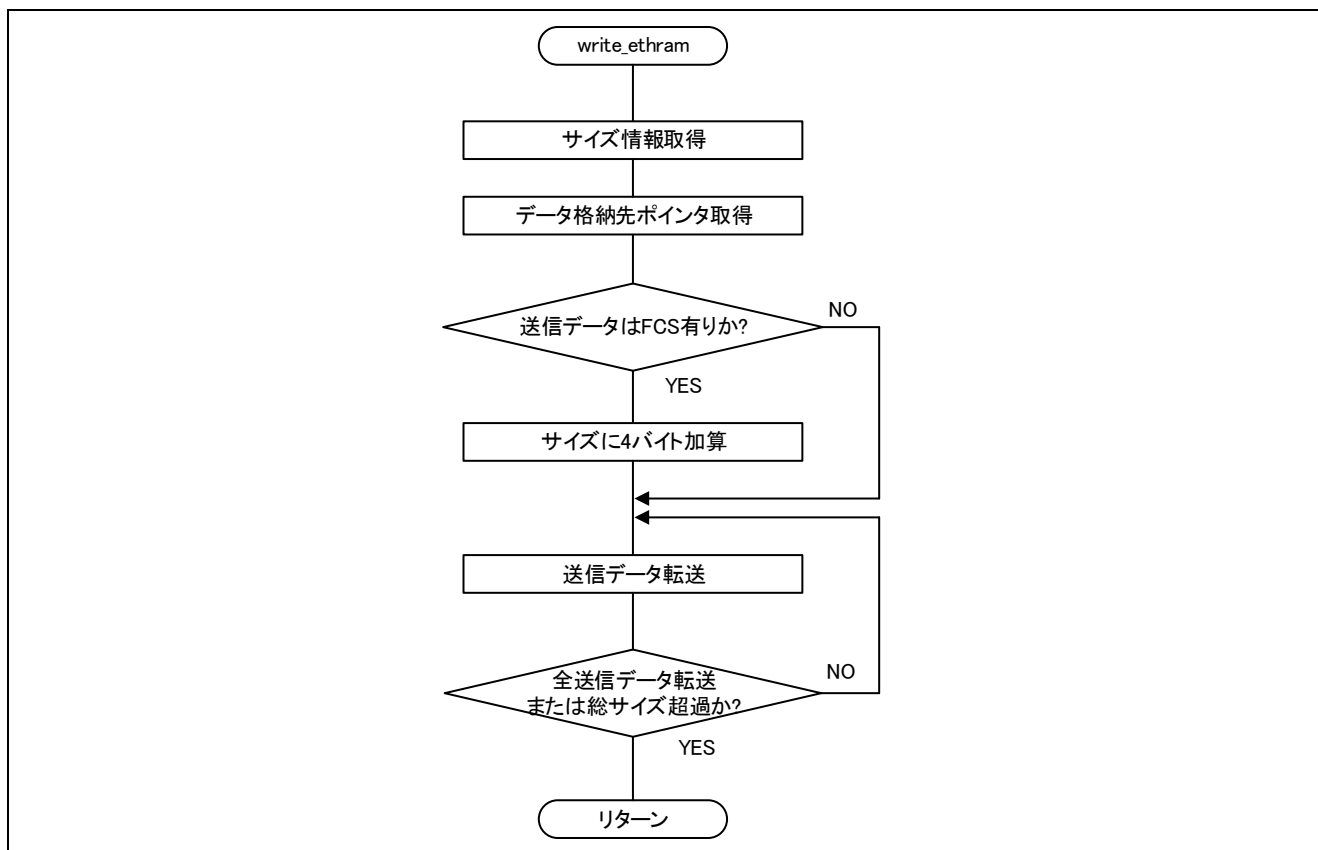 write_ethram
サイズ情報取得
データ格納先ポインタ取得
送信データはFCS有りか?
NO
YES
サイズに4バイト加算
送信データ転送
全送信データ転送
または総サイズ超過か?
NO
YES
リターン